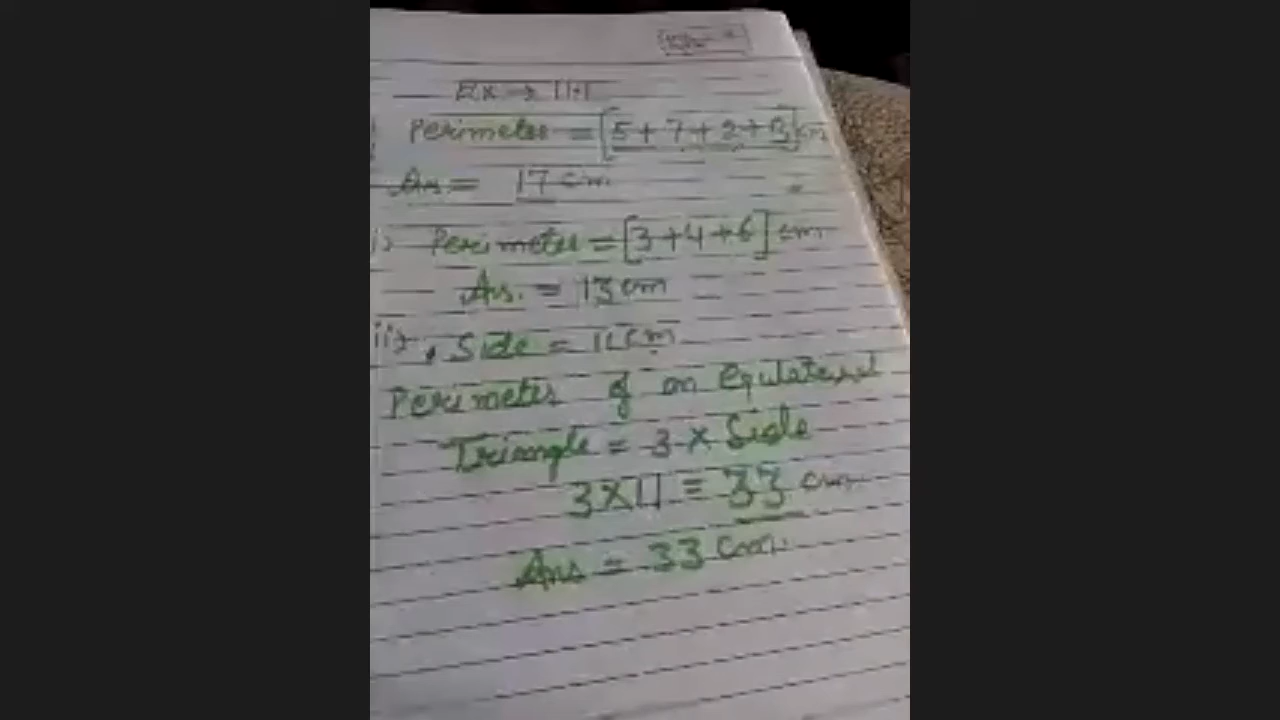 Ex → 11.1
Perimeter = [5 + 7 + 2 + 3] cm
Ans. = 17 cm
Perimeter = [3+4+6] cm
Ans. = 13 cm
ii), Side = 11 cm
Perimeter of an Equilateral
Triangle = 3 × Side
3×11 = 33 cm
Ans = 33 cm.